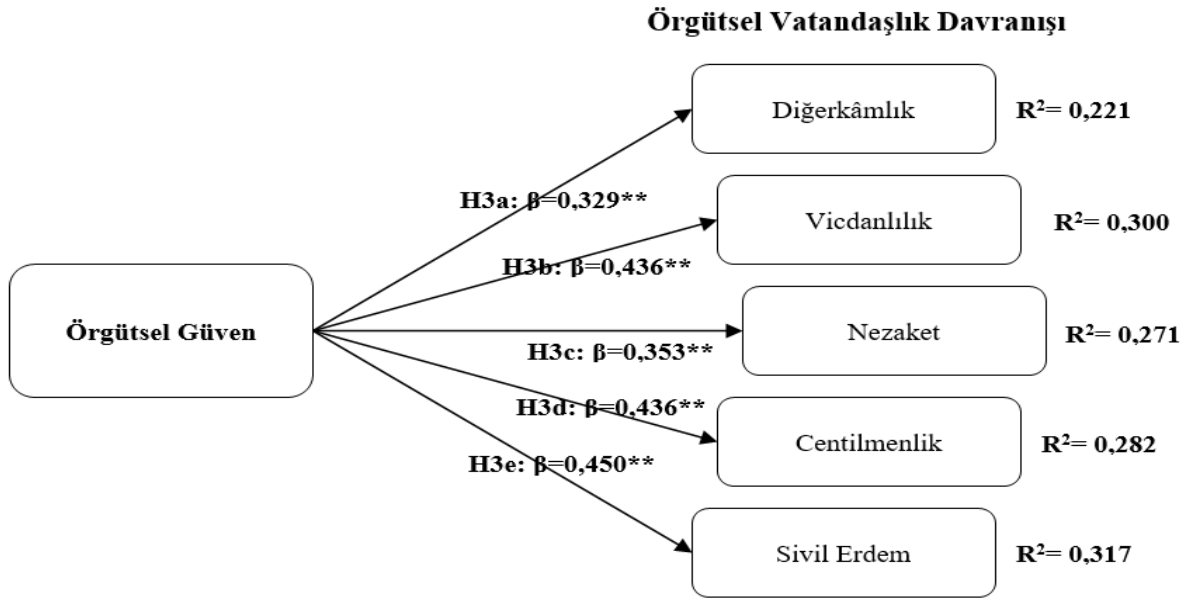 Örgütsel Vatandaşlık Davranışı
Diğerkâmlık
R²= 0,221
H3a: β=0,329**
Vicdanlılık
R²= 0,300
H3b: β=0,436**
Örgütsel Güven
Nezaket
R²= 0,271
H3c: β=0,353**
H3d: β=0,436**
Centilmenlik
R²= 0,282
H3e: β=0,450**
Sivil Erdem
R²= 0,317